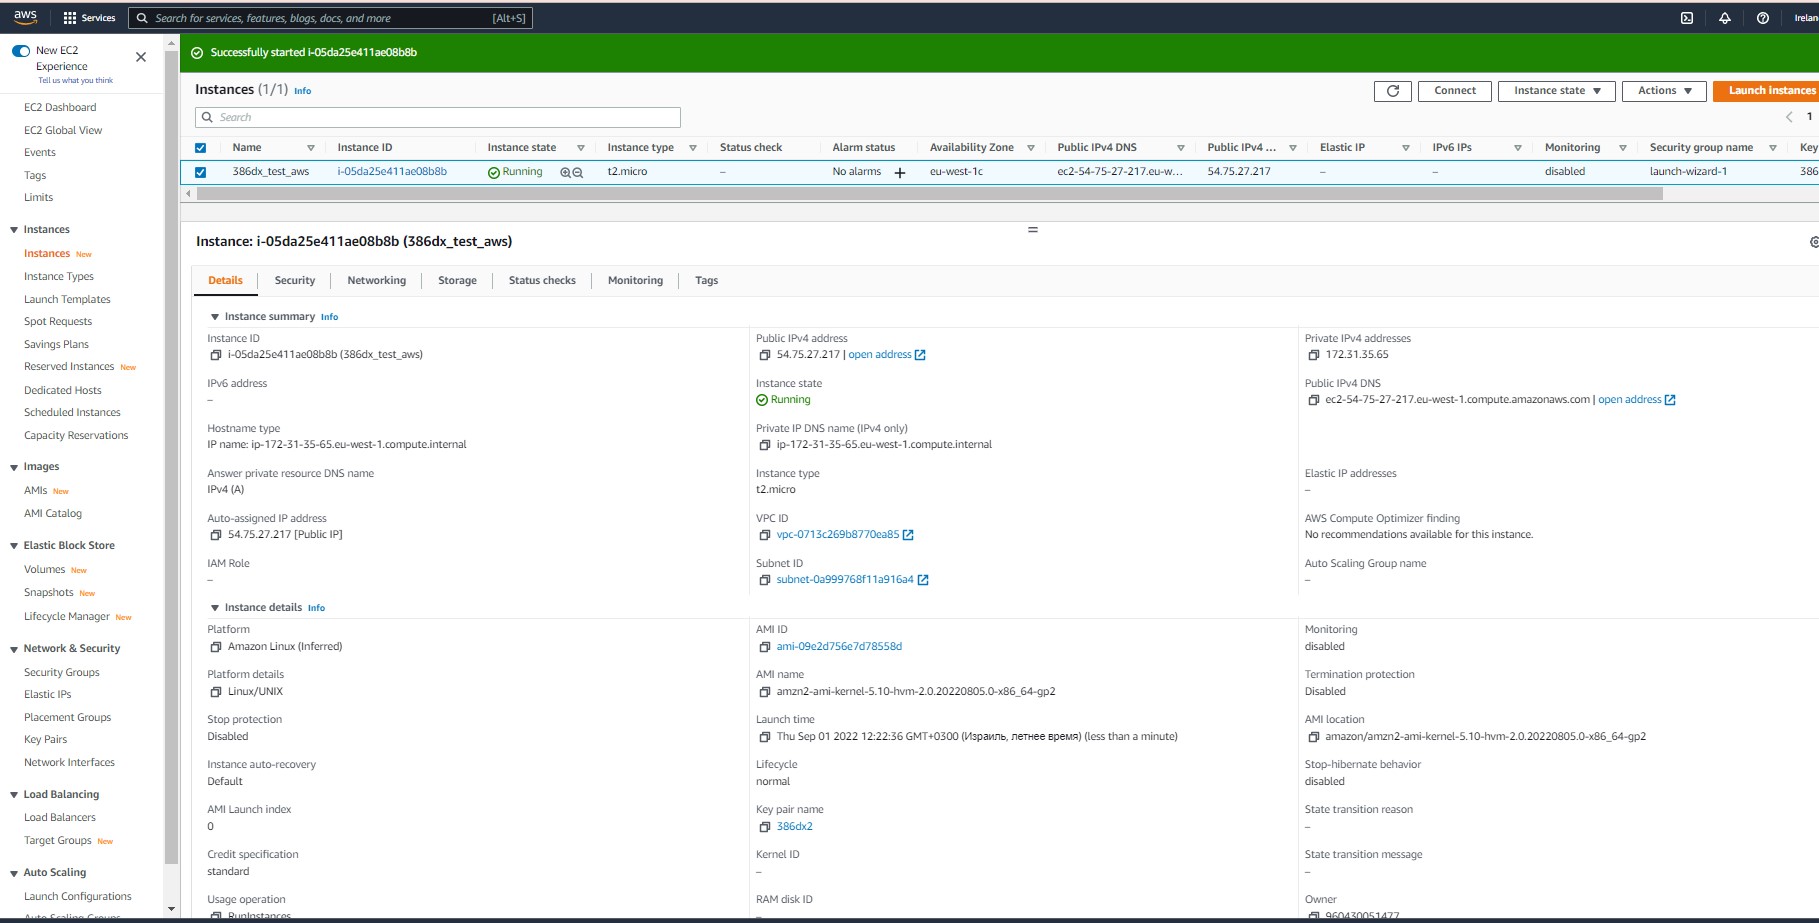 aws Services Search for services, features, blogs, docs, and more [Alt+S]
New EC2 Experience
Tell us what you think
EC2 Dashboard
EC2 Global View
Events
Tags
Limits
Instances
Instances New
Instance Types
Launch Templates
Spot Requests
Savings Plans
Reserved Instances New
Dedicated Hosts
Scheduled Instances
Capacity Reservations
Images
AMIs New
AMI Catalog
Elastic Block Store
Volumes New
Snapshots New
Lifecycle Manager New
Network & Security
Security Groups
Elastic IPs
Placement Groups
Key Pairs
Network Interfaces
Load Balancing
Load Balancers
Target Groups New
Auto Scaling
Launch Configurations
Auto Scaling Groups
Successfully started i-05da25e411ae08b8b
Instances (1/1) Info
Connect Instance state Actions Launch instances
Search
1
Name Instance ID Instance state Instance type Status check Alarm status Availability Zone Public IPv4 DNS Public IPv4 ... Elastic IP IPv6 IPs Monitoring Security group name Key
386dx_test_aws i-05da25e411ae08b8b Running t2.micro – No alarms + eu-west-1c ec2-54-75-27-217.eu-w... 54.75.27.217 – – disabled launch-wizard-1 386
Instance: i-05da25e411ae08b8b (386dx_test_aws)
Details Security Networking Storage Status checks Monitoring Tags
Instance summary Info
Instance ID
i-05da25e411ae08b8b (386dx_test_aws)
Public IPv4 address
54.75.27.217 | open address
Private IPv4 addresses
172.31.35.65
IPv6 address
–
Instance state
Running
Public IPv4 DNS
ec2-54-75-27-217.eu-west-1.compute.amazonaws.com | open address
Hostname type
IP name: ip-172-31-35-65.eu-west-1.compute.internal
Private IP DNS name (IPv4 only)
ip-172-31-35-65.eu-west-1.compute.internal
Answer private resource DNS name
IPv4 (A)
Instance type
t2.micro
Elastic IP addresses
–
Auto-assigned IP address
54.75.27.217 [Public IP]
VPC ID
vpc-0713c269b8770ea85
AWS Compute Optimizer finding
No recommendations available for this instance.
IAM Role
–
Subnet ID
subnet-0a999768f11a916a4
Auto Scaling Group name
–
Instance details Info
Platform
Amazon Linux (Inferred)
AMI ID
ami-09e2d756e7d78558d
Monitoring
disabled
Platform details
Linux/UNIX
AMI name
amzn2-ami-kernel-5.10-hvm-2.0.20220805.0-x86_64-gp2
Termination protection
Disabled
Stop protection
Disabled
Launch time
Thu Sep 01 2022 12:22:36 GMT+0300 (Израиль, летнее время) (less than a minute)
AMI location
amazon/amzn2-ami-kernel-5.10-hvm-2.0.20220805.0-x86_64-gp2
Instance auto-recovery
Default
Lifecycle
normal
Stop-hibernate behavior
disabled
AMI Launch index
0
Key pair name
386dx2
State transition reason
–
Credit specification
standard
Kernel ID
–
State transition message
–
Usage operation
RunInstances
RAM disk ID
–
Owner
960430051477